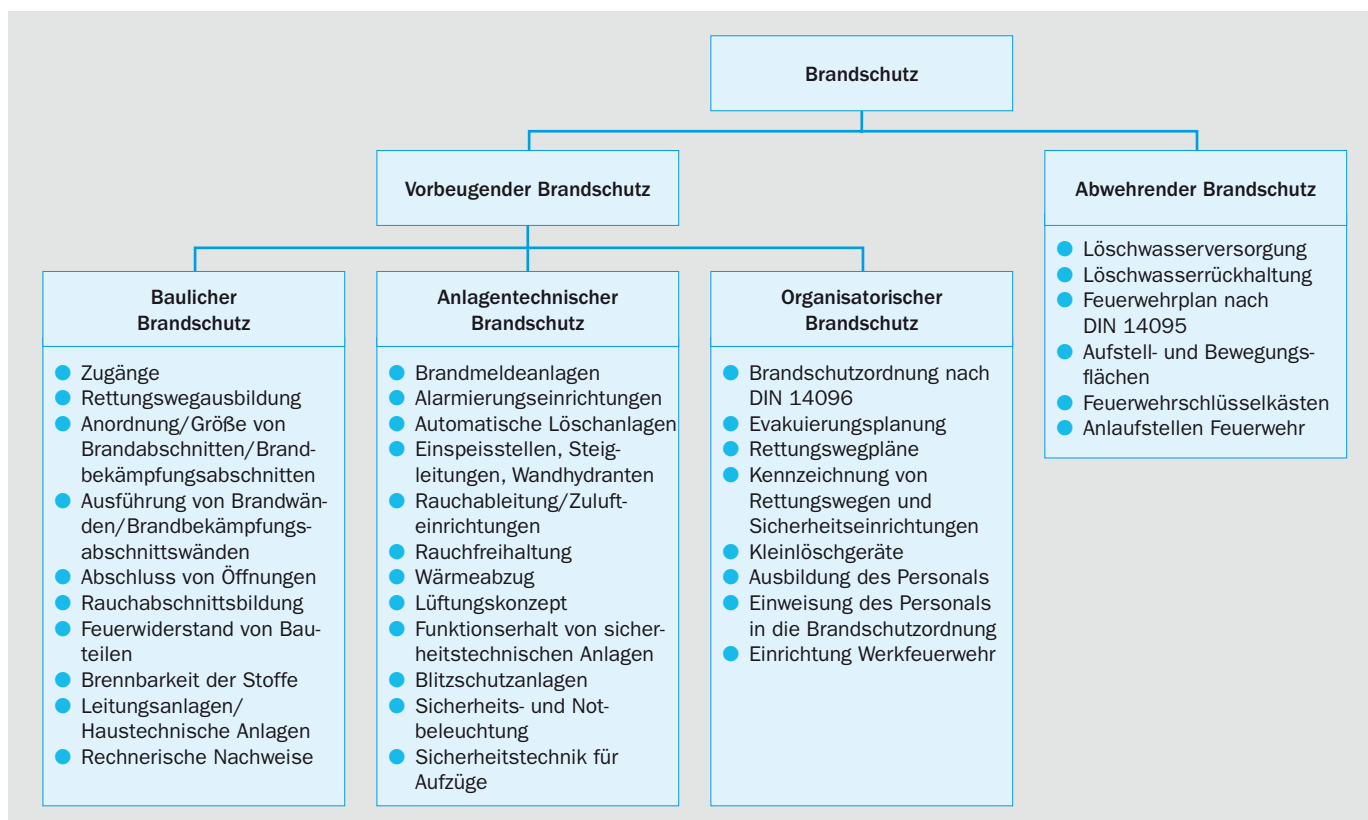 Brandschutz
Vorbeugender Brandschutz
Abwehrender Brandschutz
Löschwasserversorgung
Löschwasserrückhaltung
Feuerwehrplan nach
DIN 14095
Aufstell- und Bewegungs-
flächen
Feuerwehrschlüsselkästen
Anlaufstellen Feuerwehr
Baulicher
Brandschutz
Zugänge
Rettungswegausbildung
Anordnung/Größe von
Brandabschnitten/Brand-
bekämpfungsabschnitten
Ausführung von Brandwän-
den/Brandbekämpfungs-
abschnittswänden
Abschluss von Öffnungen
Rauchabschnittsbildung
Feuerwiderstand von Bau-
teilen
Brennbarkeit der Stoffe
Leitungsanlagen/
Haustechnische Anlagen
Rechnerische Nachweise
Anlagentechnischer
Brandschutz
Brandmeldeanlagen
Alarmierungseinrichtungen
Automatische Löschanlagen
Einspeisstellen, Steig-
leitungen, Wandhydranten
Rauchableitung/Zuluft-
einrichtungen
Rauchfreihaltung
Wärmeabzug
Lüftungskonzept
Funktionserhalt von sicher-
heitstechnischen Anlagen
Blitzschutzanlagen
Sicherheits- und Not-
beleuchtung
Sicherheitstechnik für
Aufzüge
Organisatorischer
Brandschutz
Brandschutzordnung nach
DIN 14096
Evakuierungsplanung
Rettungswegpläne
Kennzeichnung von
Rettungswegen und
Sicherheitseinrichtungen
Kleinlöschgeräte
Ausbildung des Personals
Einweisung des Personals
in die Brandschutzordnung
Einrichtung Werkfeuerwehr